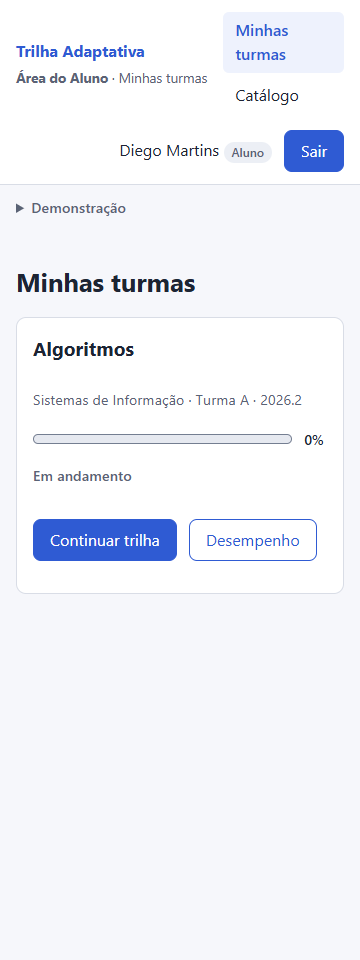 Trilha Adaptativa
Área do Aluno · Minhas turmas
Minhas
turmas
Catálogo
Diego Martins Aluno
Sair
Demonstração
Minhas turmas
Algoritmos
Sistemas de Informação · Turma A · 2026.2
0%
Em andamento
Continuar trilha
Desempenho